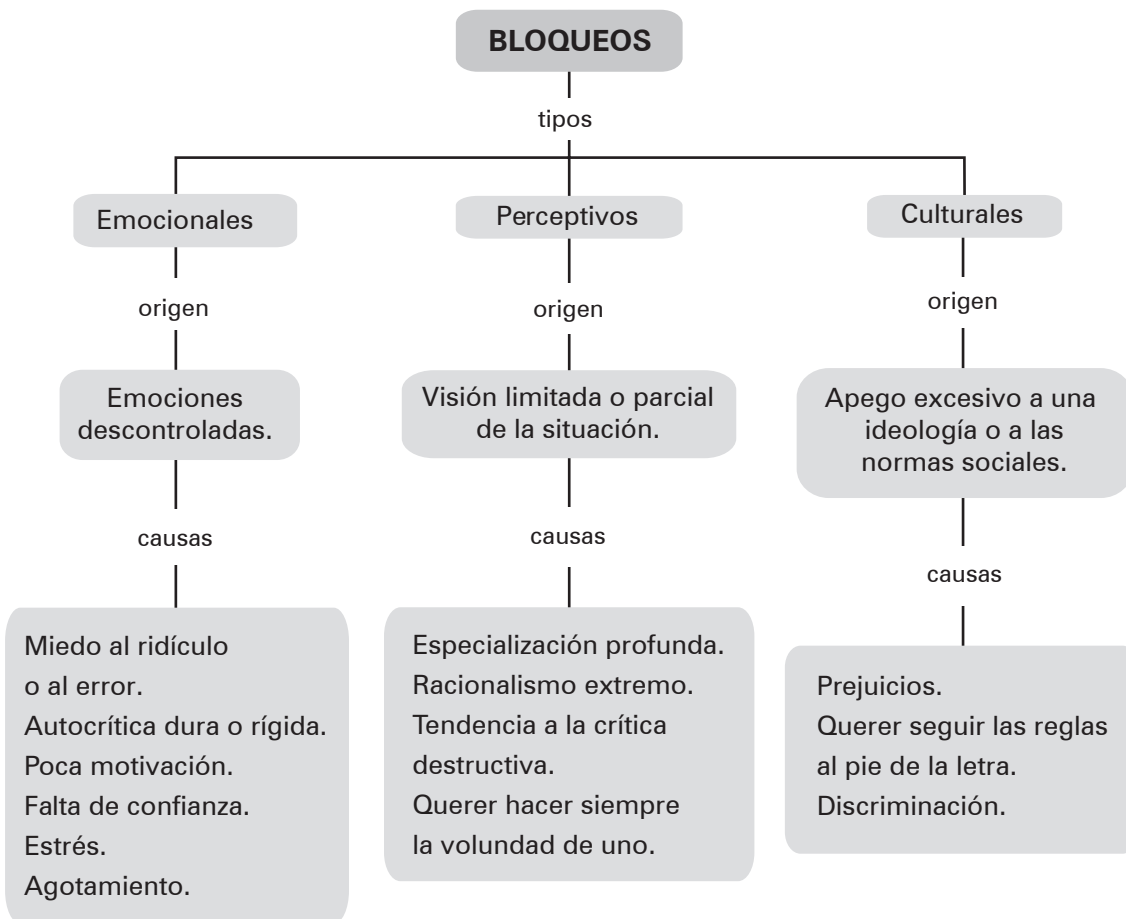 BLOQUEOS
tipos
Emocionales
Perceptivos
Culturales
origen
origen
origen
Emociones
descontroladas.
Visión limitada o parcial
de la situación.
Apego excesivo a una
ideología o a las
normas sociales.
causas
causas
causas
Miedo al ridículo
o al error.
Autocrítica dura o rígida.
Poca motivación.
Falta de confianza.
Estrés.
Agotamiento.
Especialización profunda.
Racionalismo extremo.
Tendencia a la crítica
destructiva.
Querer hacer siempre
la volundad de uno.
Prejuicios.
Querer seguir las reglas
al pie de la letra.
Discriminación.